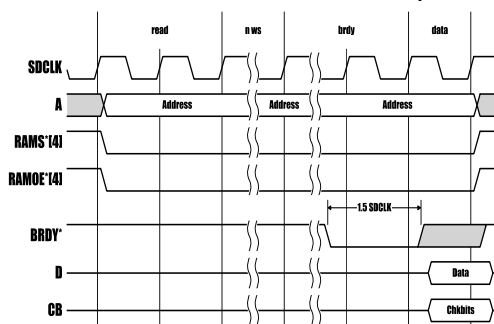 read n ws brdy data
SDCLK
A Address Address Address
RAMS*[4]
RAMOE*[4]
1.5 SDCLK
BRDY*
D Data
CB Chkbits